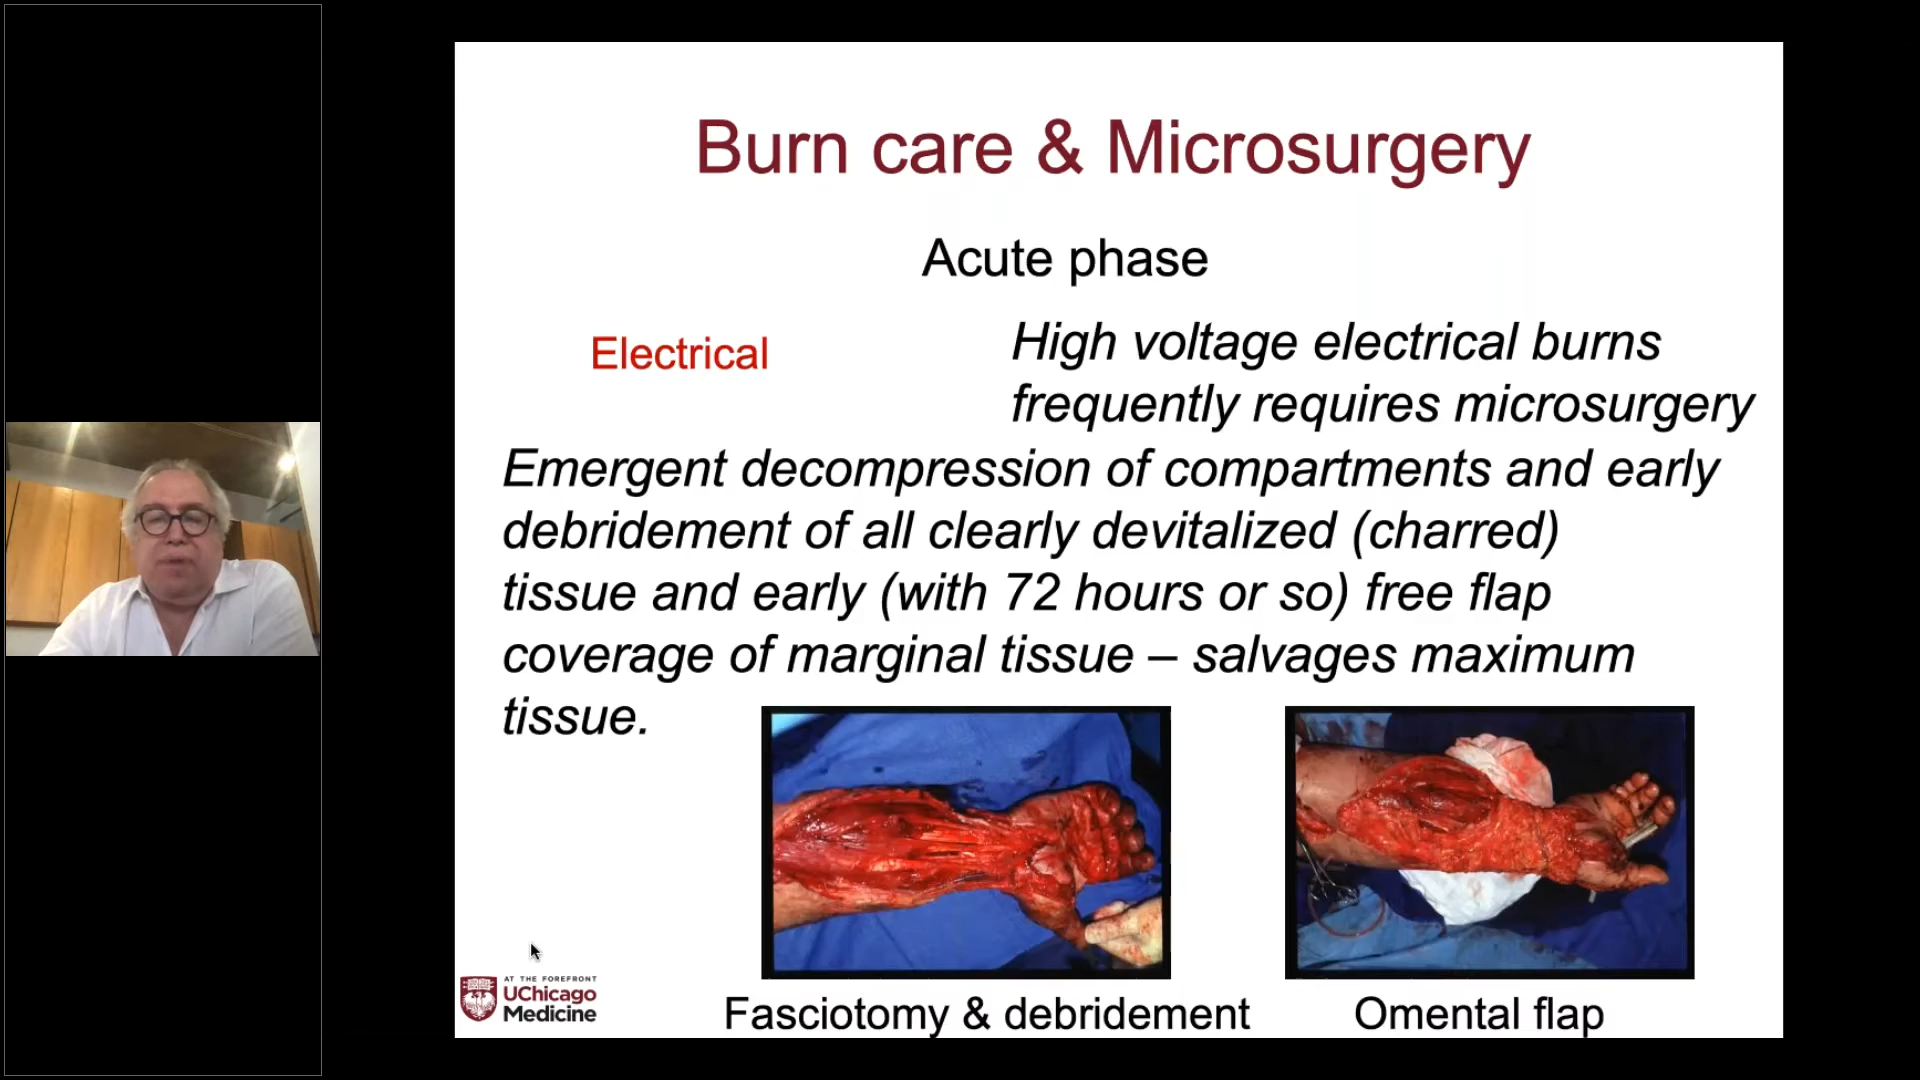 Burn care & Microsurgery
Acute phase
Electrical
High voltage electrical burns
frequently requires microsurgery
Emergent decompression of compartments and early
debridement of all clearly devitalized (charred)
tissue and early (with 72 hours or so) free flap
coverage of marginal tissue – salvages maximum
tissue.
Fasciotomy & debridement
Omental flap
AT THE FOREFRONT
UChicago
Medicine